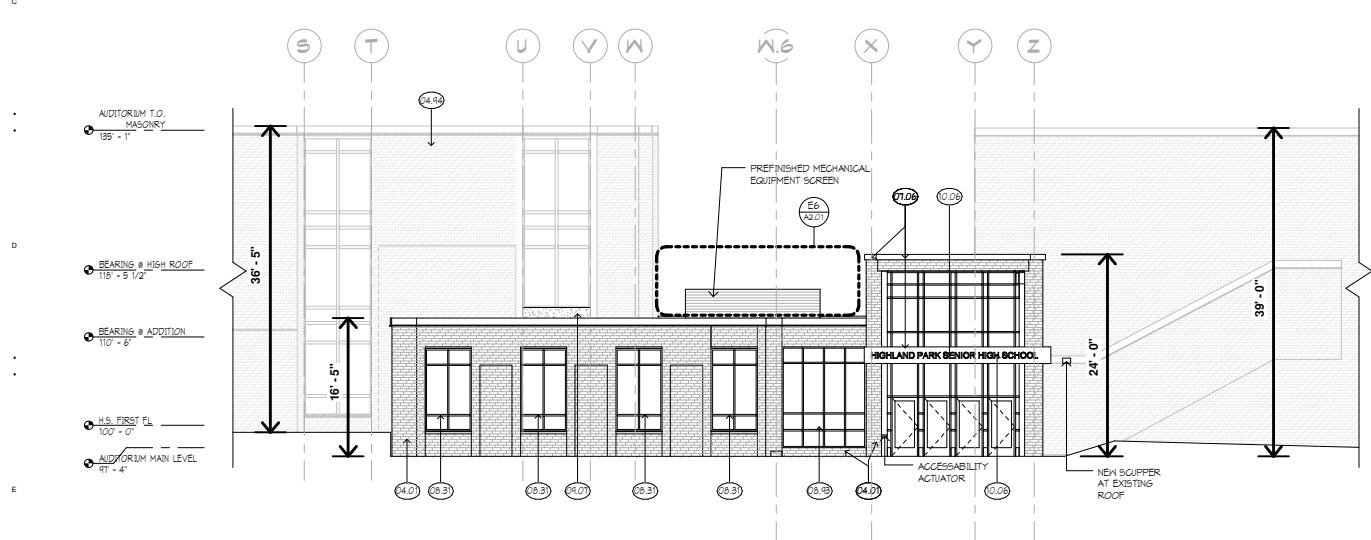 C
S
T
U
V
W
W.6
X
Y
Z
04.94
AUDITORIUM T.O.
MASONRY
135' - 1"
PREFINISHED MECHANICAL
EQUIPMENT SCREEN
07.06
10.06
E6
A2.01
D
BEARING @ HIGH ROOF
118' - 5 1/2"
36' - 5"
39' - 0"
BEARING @ ADDITION
110' - 6"
HIGHLAND PARK SENIOR HIGH SCHOOL
24' - 0"
16' - 5"
H.S. FIRST FL
100' - 0"
AUDITORIUM MAIN LEVEL
97' - 4"
ACCESSABILITY
ACTUATOR
NEW SCUPPER
AT EXISTING
ROOF
E
04.01
08.31
08.31
09.07
08.31
08.31
08.93
04.01
10.06